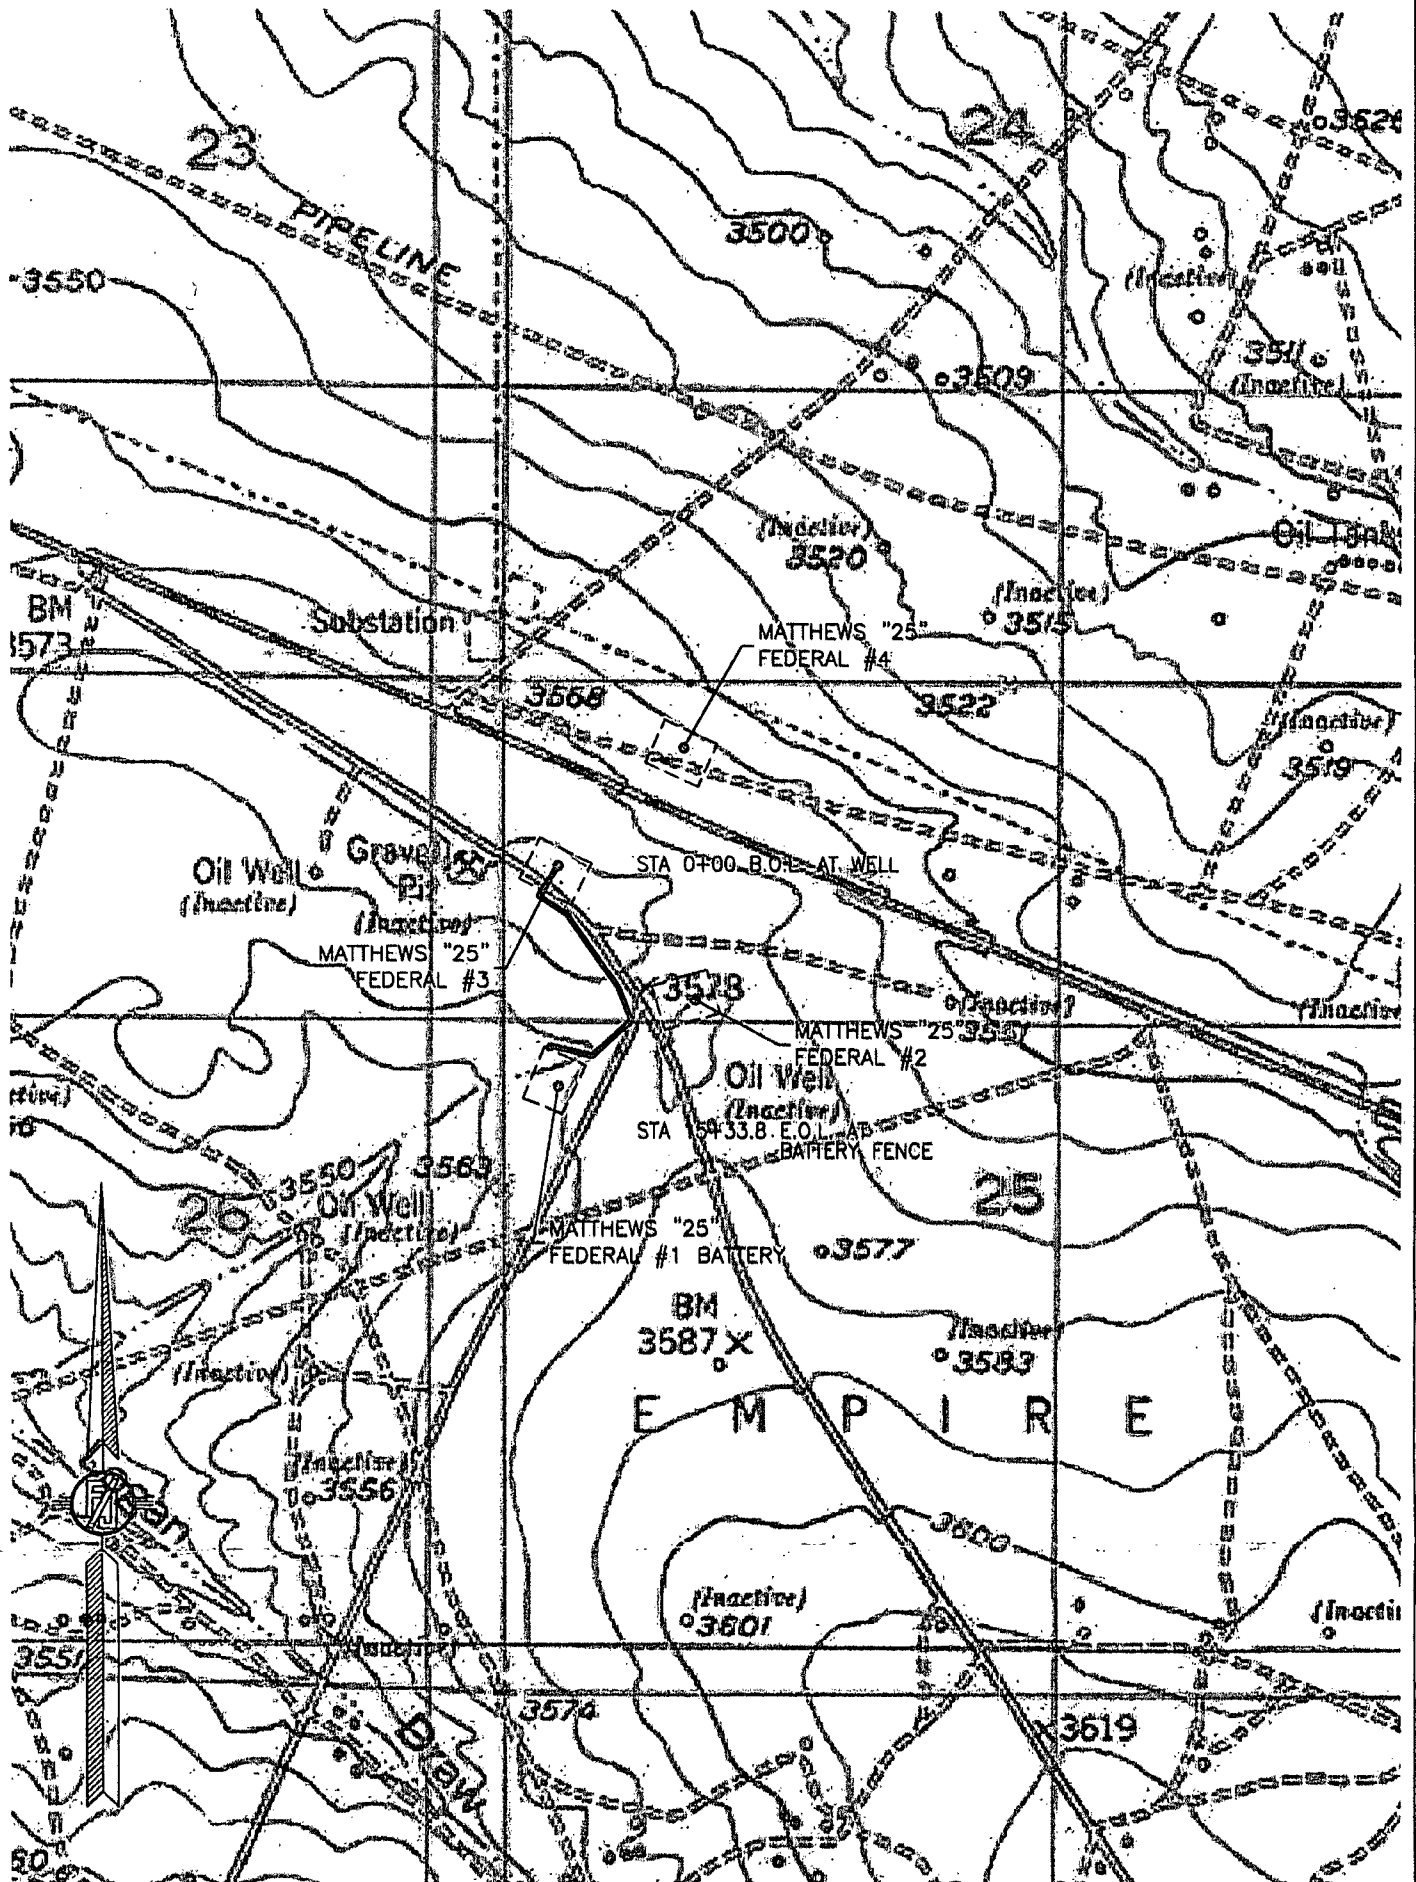 23
24
3500
PIPELINE
3550
(Inactive)
3511
(Inactive)
3509
(Inactive)
3520
Oil Tanks
BM
3573
Substation
(Inactive)
3515
MATTHEWS "25"
FEDERAL #4
3568
3522
(Inactive)
3519
Oil Well
(Inactive)
Gravel
Pit
(Inactive)
STA 0+00 B.O.L. AT WELL
MATTHEWS "25"
FEDERAL #3
3578
(Inactive)
MATTHEWS "25"
FEDERAL #2
Oil Well
(Inactive)
STA 15+33.8 E.O.L. AT
BATTERY FENCE
3550
3563
26
Oil Well
(Inactive)
25
MATTHEWS "25"
FEDERAL #1 BATTERY
3577
BM
3587
(Inactive)
3583
(Inactive)
EMPIRE
(Inactive)
3556
3600
(Inactive)
3601
(Inactive)
3551
3574
Draw
3619